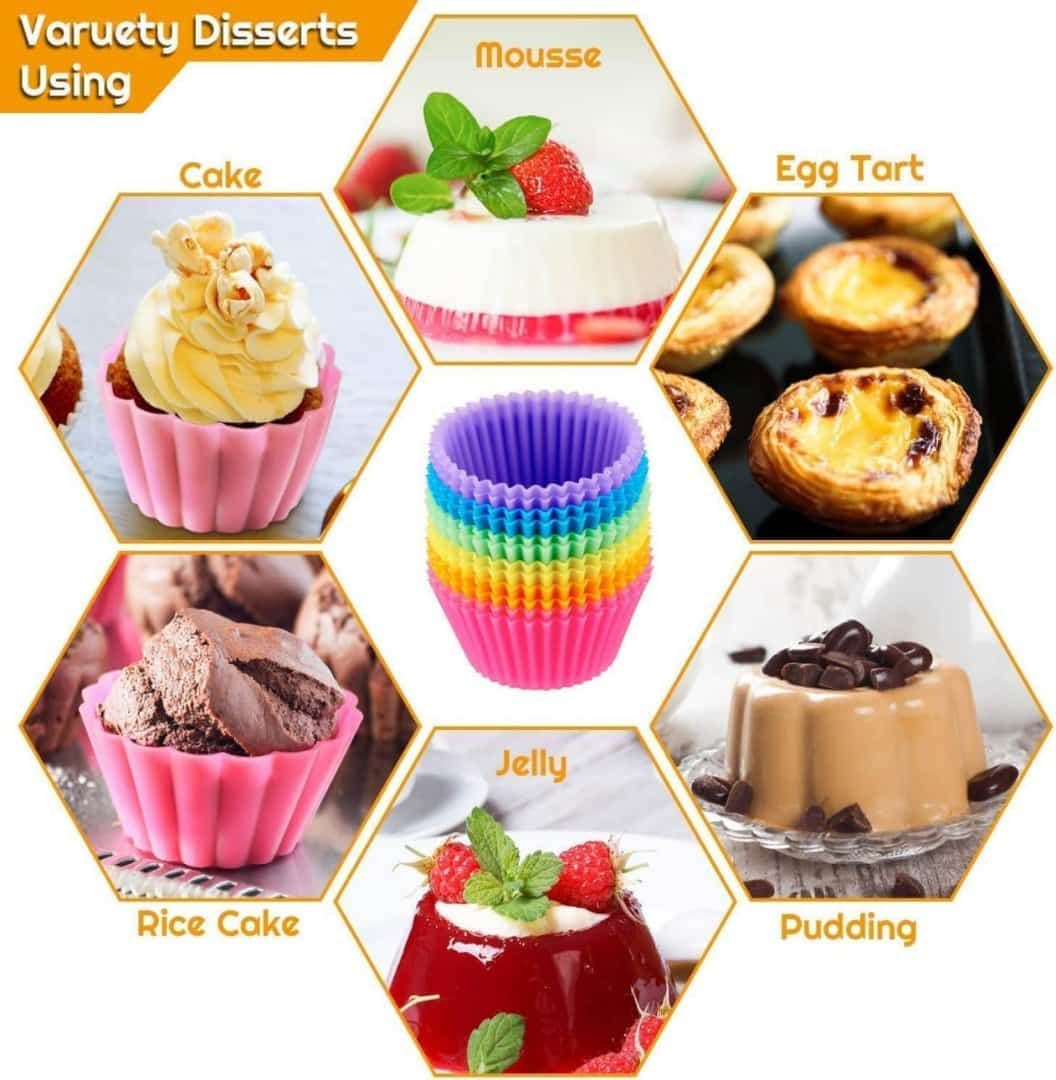 Varuety Disserts
Using
Mousse
Cake
Egg Tart
Jelly
Rice Cake
Pudding